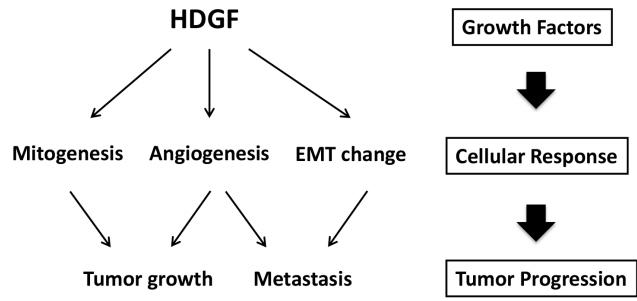 HDGF
Growth Factors
Mitogenesis Angiogenesis EMT change
Cellular Response
Tumor growth Metastasis
Tumor Progression